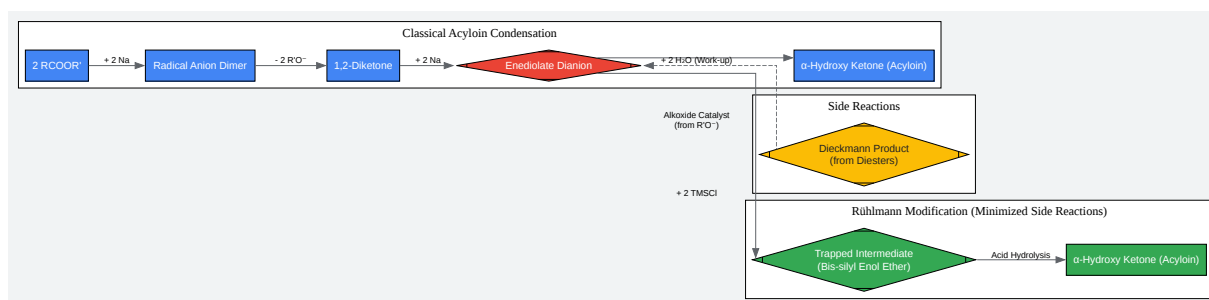 Classical Acyloin Condensation
2 RCOOR'
+ 2 Na
Radical Anion Dimer
- 2 R'O⁻
1,2-Diketone
+ 2 Na
Enediolate Dianion
+ 2 H₂O (Work-up)
α-Hydroxy Ketone (Acyloin)
Side Reactions
Alkoxide Catalyst
(from R'O⁻)
Dieckmann Product
(from Diesters)
+ 2 TMSCl
Rühlmann Modification (Minimized Side Reactions)
Trapped Intermediate
(Bis-silyl Enol Ether)
Acid Hydrolysis
α-Hydroxy Ketone (Acyloin)